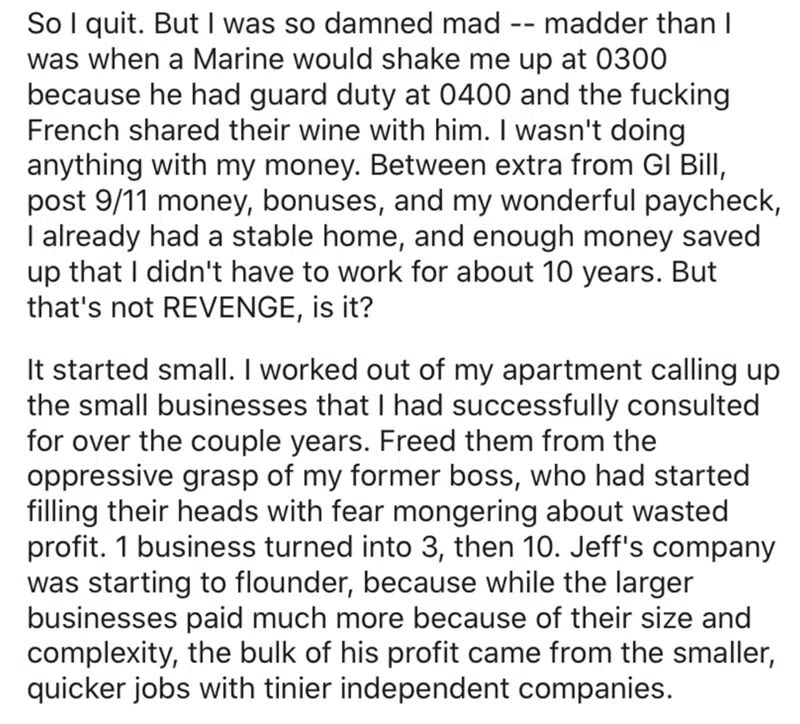 So I quit. But I was so damned mad -- madder than I
was when a Marine would shake me up at 0300
because he had guard duty at 0400 and the fucking
French shared their wine with him. I wasn't doing
anything with my money. Between extra from GI Bill,
post 9/11 money, bonuses, and my wonderful paycheck,
I already had a stable home, and enough money saved
up that I didn't have to work for about 10 years. But
that's not REVENGE, is it?
It started small. I worked out of my apartment calling up
the small businesses that I had successfully consulted
for over the couple years. Freed them from the
oppressive grasp of my former boss, who had started
filling their heads with fear mongering about wasted
profit. 1 business turned into 3, then 10. Jeff's company
was starting to flounder, because while the larger
businesses paid much more because of their size and
complexity, the bulk of his profit came from the smaller,
quicker jobs with tinier independent companies.